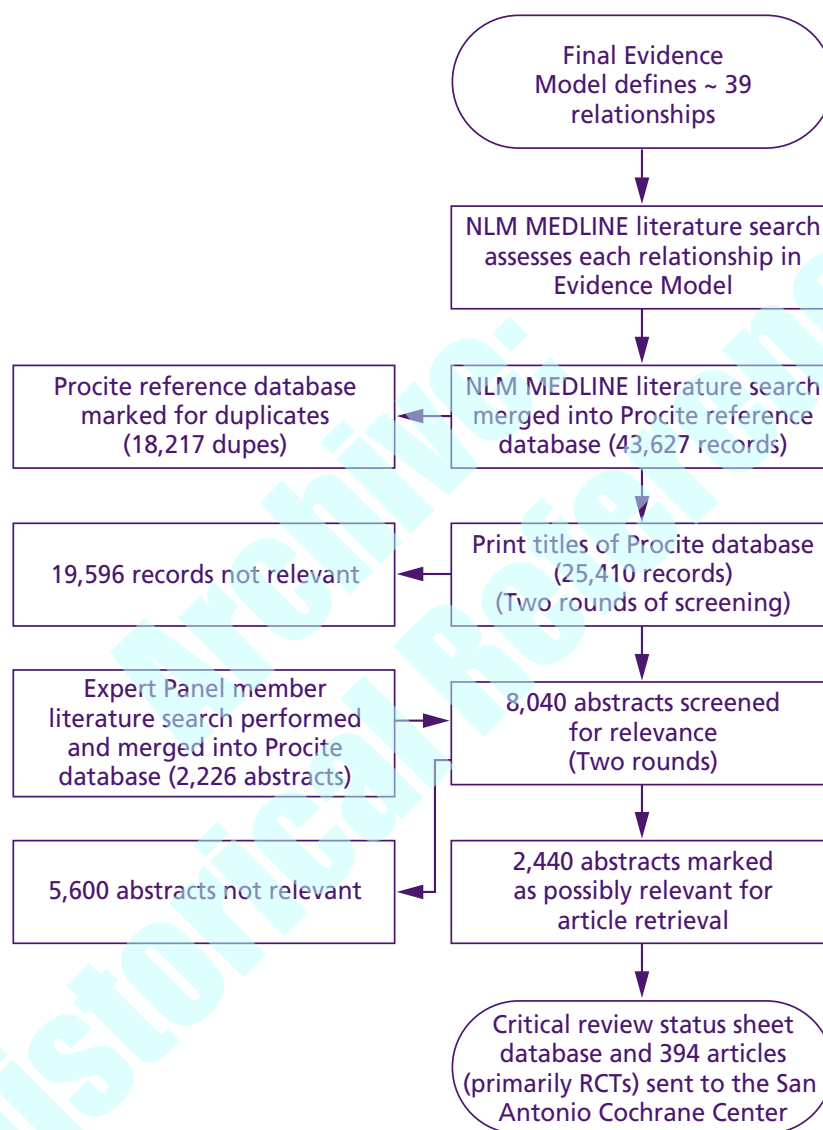 Final Evidence
Model defines ~ 39
relationships
NLM MEDLINE literature search
assesses each relationship in
Evidence Model
Procite reference database
marked for duplicates
(18,217 dupes)
NLM MEDLINE literature search
merged into Procite reference
database (43,627 records)
19,596 records not relevant
Print titles of Procite database
(25,410 records)
(Two rounds of screening)
Expert Panel member
literature search performed
and merged into Procite
database (2,226 abstracts)
8,040 abstracts screened
for relevance
(Two rounds)
5,600 abstracts not relevant
2,440 abstracts marked
as possibly relevant for
article retrieval
Critical review status sheet
database and 394 articles
(primarily RCTs) sent to the San
Antonio Cochrane Center
Archive: